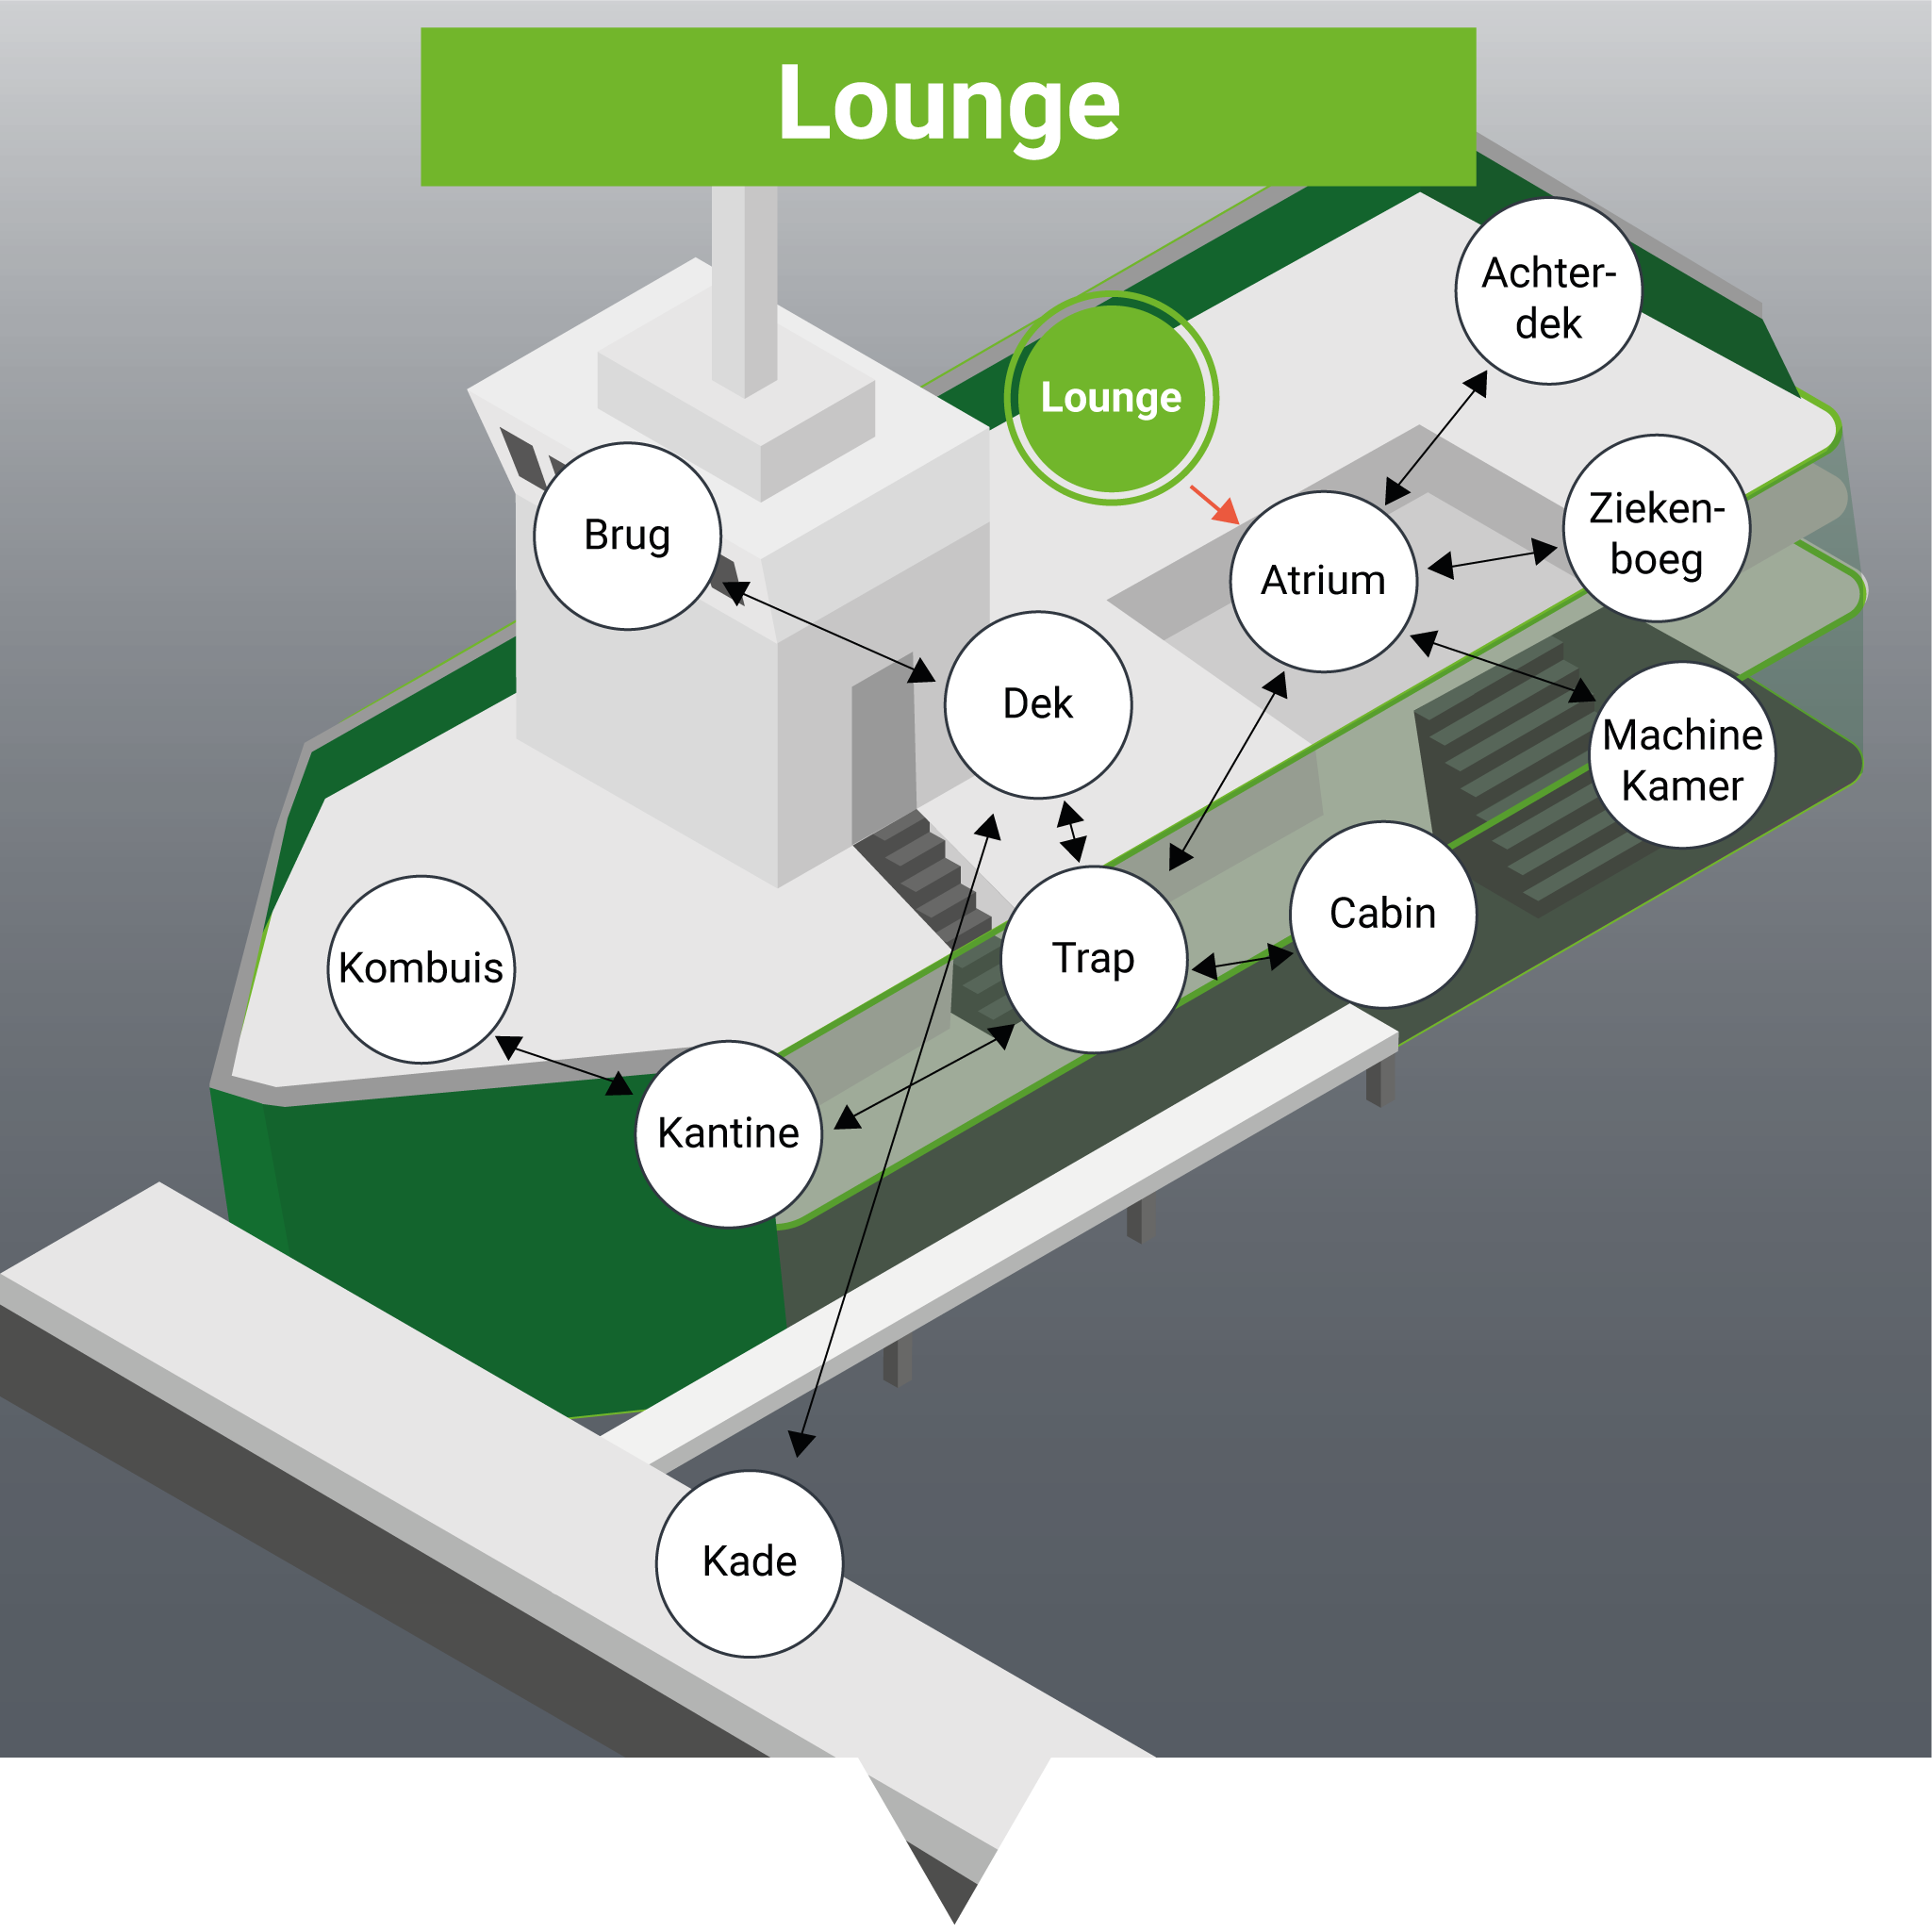 Lounge
Achter-
dek
Lounge
Zieken-
boeg
Brug
Atrium
Dek
Machine
Kamer
Cabin
Trap
Kombuis
Kantine
Kade